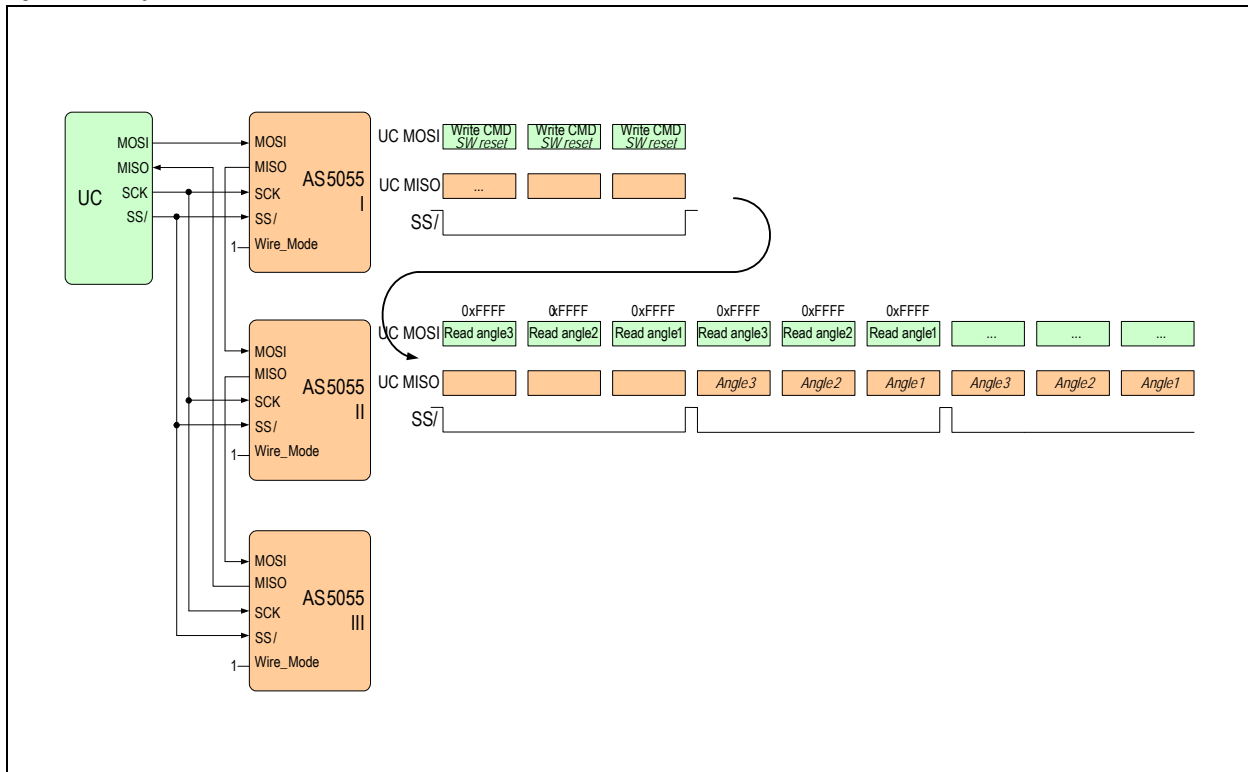 UC
MOSI
MISO
SCK
SS/
MOSI
MISO
SCK
SS/
1 Wire_Mode
AS5055
I
UC MOSI Write CMD Write CMD Write CMD
SW reset SW reset SW reset
UC MISO ...
SS/
MOSI
MISO
SCK
SS/
1 Wire_Mode
AS5055
II
0xFFFF 0xFFFF 0xFFFF 0xFFFF 0xFFFF 0xFFFF
UC MOSI Read angle3 Read angle2 Read angle1 Read angle3 Read angle2 Read angle1 ... ... ...
UC MISO Angle3 Angle2 Angle1 Angle3 Angle2 Angle1
SS/
MOSI
MISO
SCK
SS/
1 Wire_Mode
AS5055
III